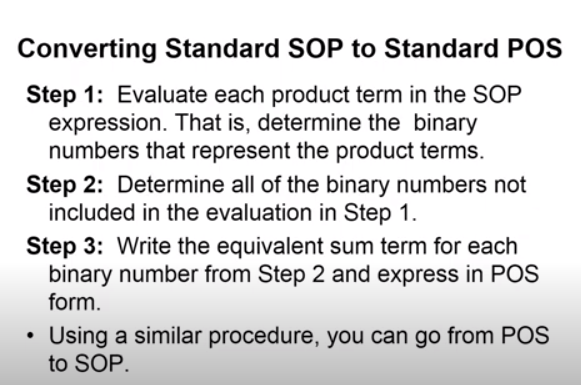 Converting Standard SOP to Standard POS
Step 1: Evaluate each product term in the SOP
expression. That is, determine the binary
numbers that represent the product terms.
Step 2: Determine all of the binary numbers not
included in the evaluation in Step 1.
Step 3: Write the equivalent sum term for each
binary number from Step 2 and express in POS
form.
• Using a similar procedure, you can go from POS
to SOP.